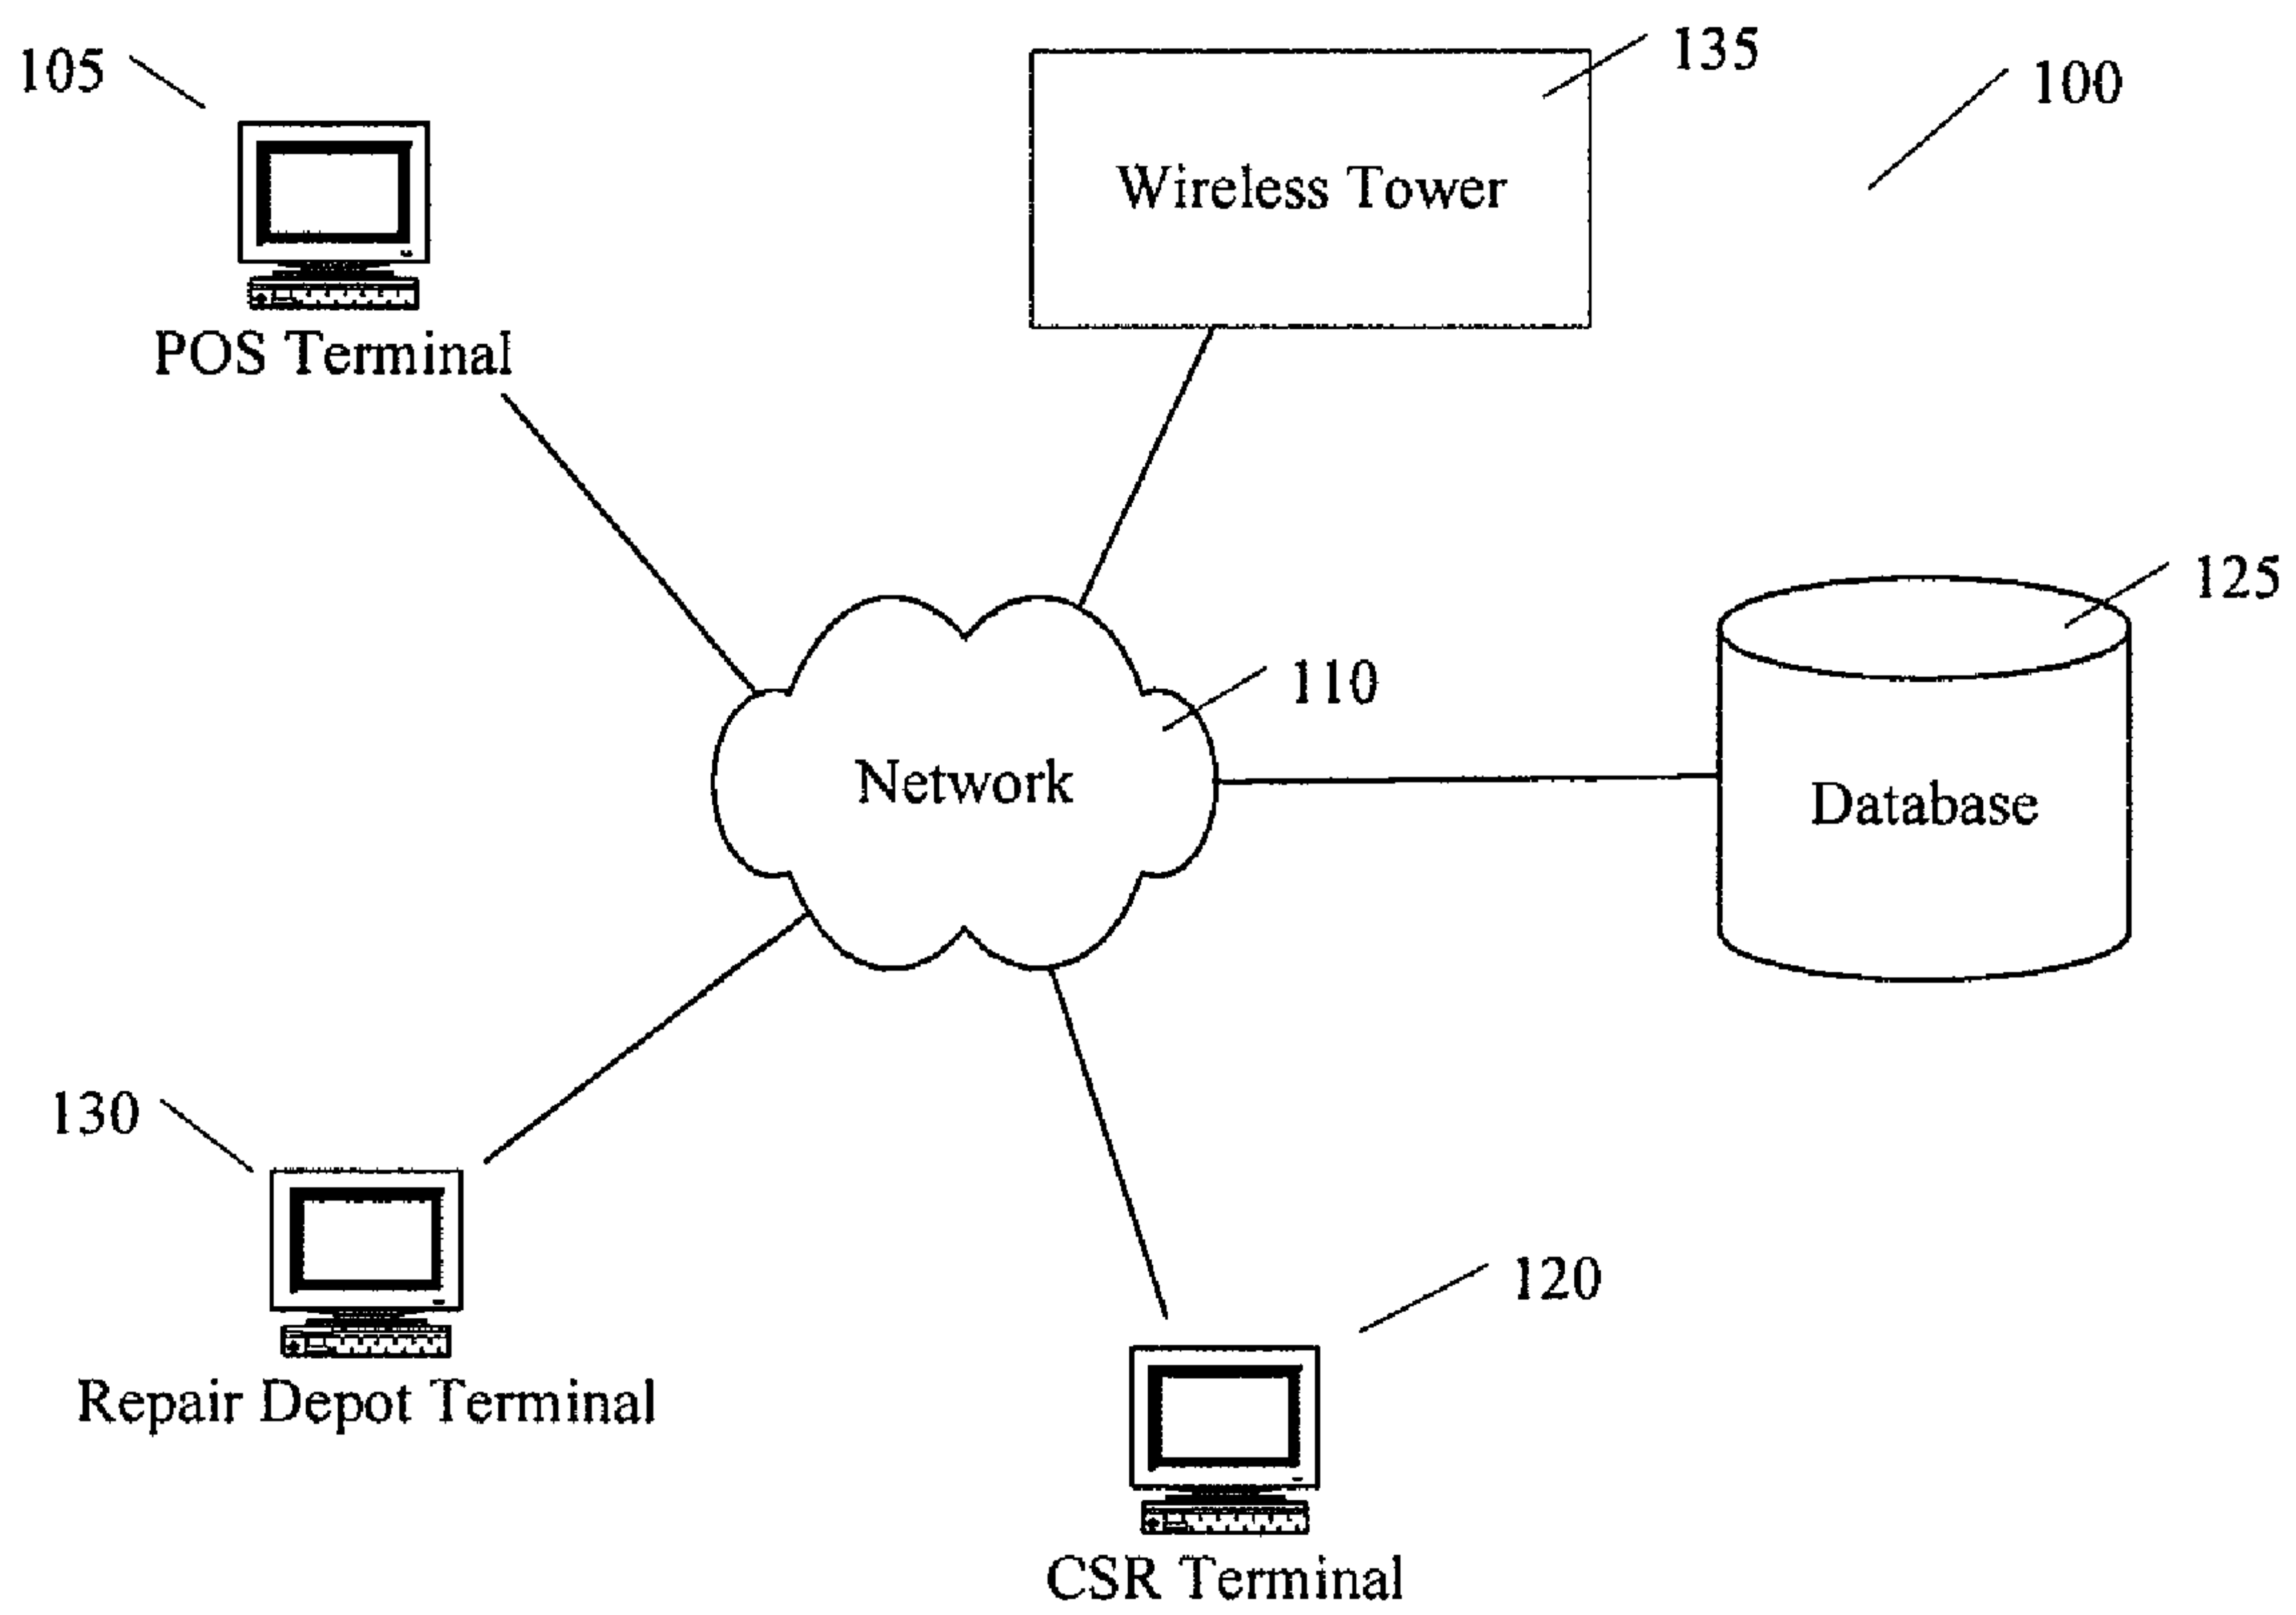 105
135
100
Wireless Tower
POS Terminal
125
110
Network
Database
130
120
Repair Depot Terminal
CSR Terminal